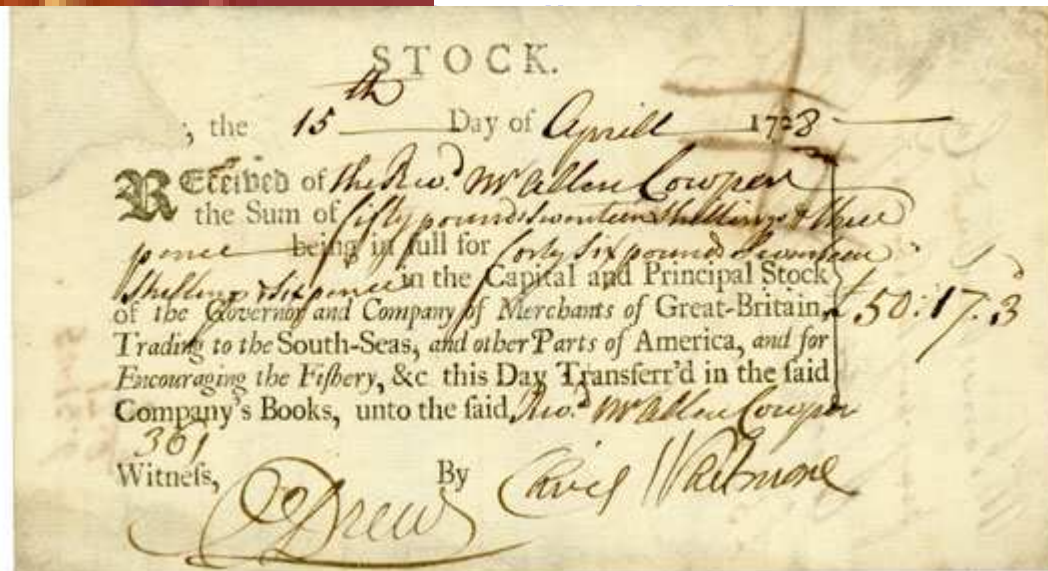 STOCK.
, the 15th Day of Aprill 1728
REceived of the Revd. Mr Allen Cowper
the Sum of fifty pounds Seventeen Shillings & three
pence being in full for forty Six pounds Seventeen
Shillings & Sixpence in the Capital and Principal Stock
of the Governor and Company of Merchants of Great-Britain,
£50:17:3
Trading to the South-Seas, and other Parts of America, and for
Encouraging the Fiſhery, &c this Day Tranſferr'd in the ſaid
Company's Books, unto the ſaid Revd. Mr Allen Cowper
361
Witneſs, By
Drew Whitmore